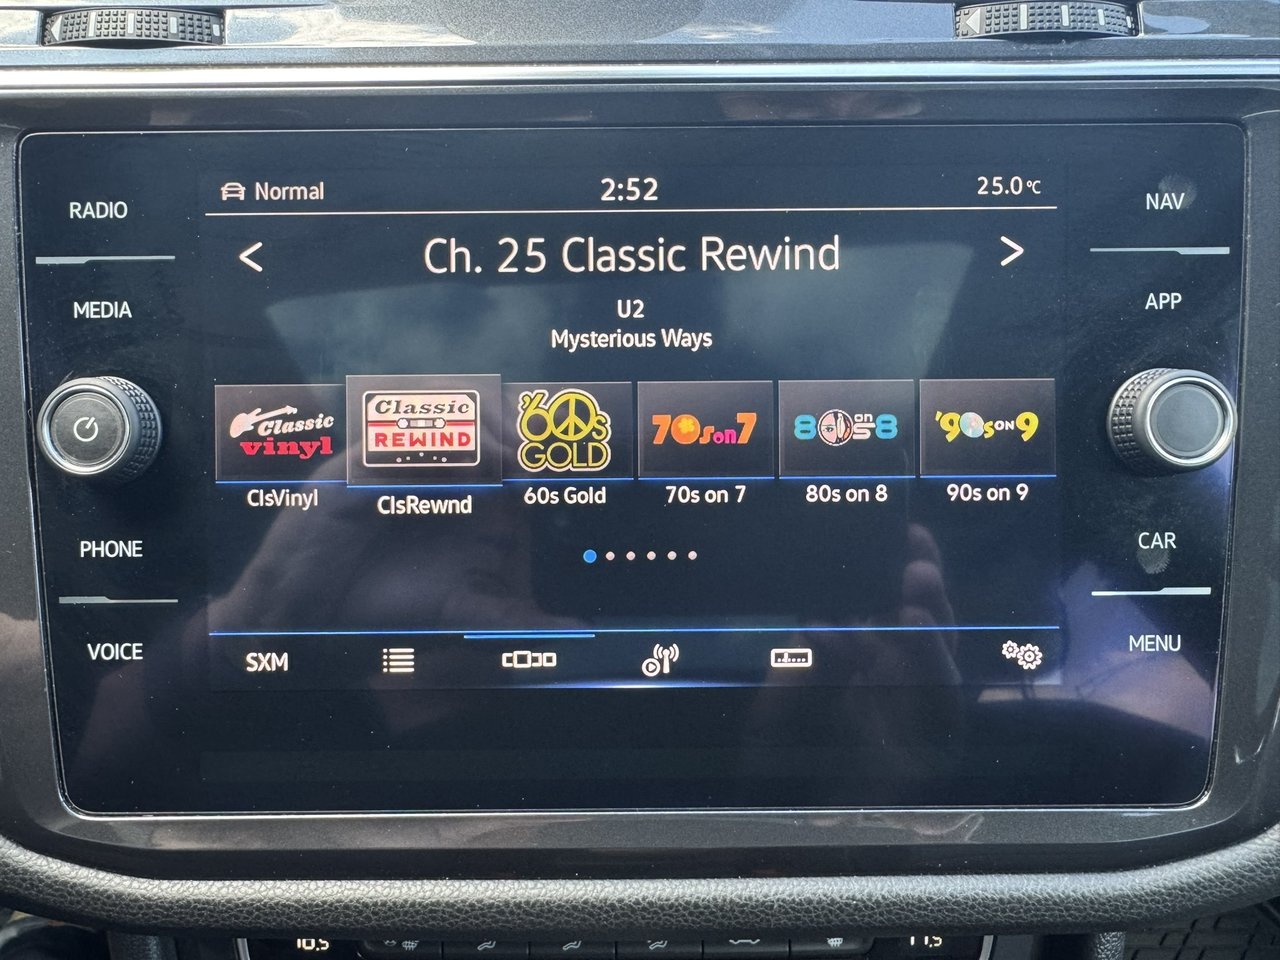 Normal 2:52 25.0°C
RADIO
NAV
< Ch. 25 Classic Rewind >
MEDIA
APP
U2
Mysterious Ways
Classic vinyl
Classic REWIND
'60s GOLD
70s on 7
80s on 8
'90s ON 9
ClsVinyl ClsRewnd 60s Gold 70s on 7 80s on 8 90s on 9
PHONE
CAR
VOICE
MENU
SXM